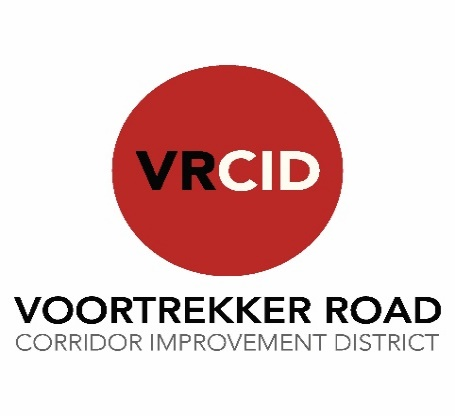 VRCID
VOORTREKKER ROAD
CORRIDOR IMPROVEMENT DISTRICT